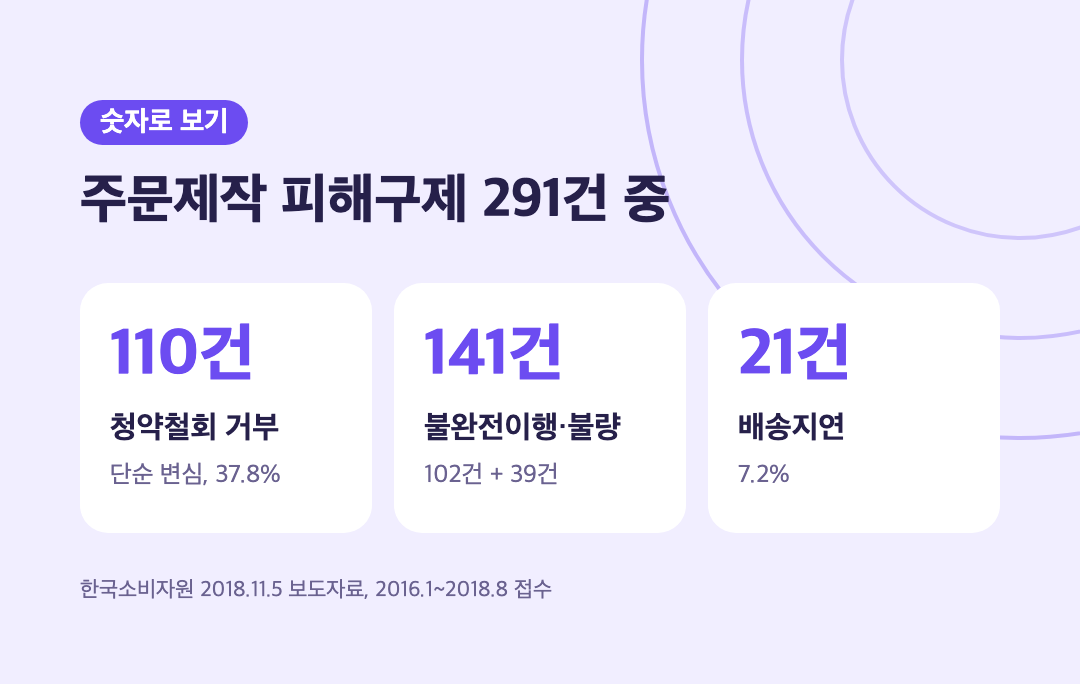 숫자로 보기
주문제작 피해구제 291건 중
110건
청약철회 거부
단순 변심, 37.8%
141건
불완전이행·불량
102건 + 39건
21건
배송지연
7.2%
한국소비자원 2018.11.5 보도자료, 2016.1~2018.8 접수